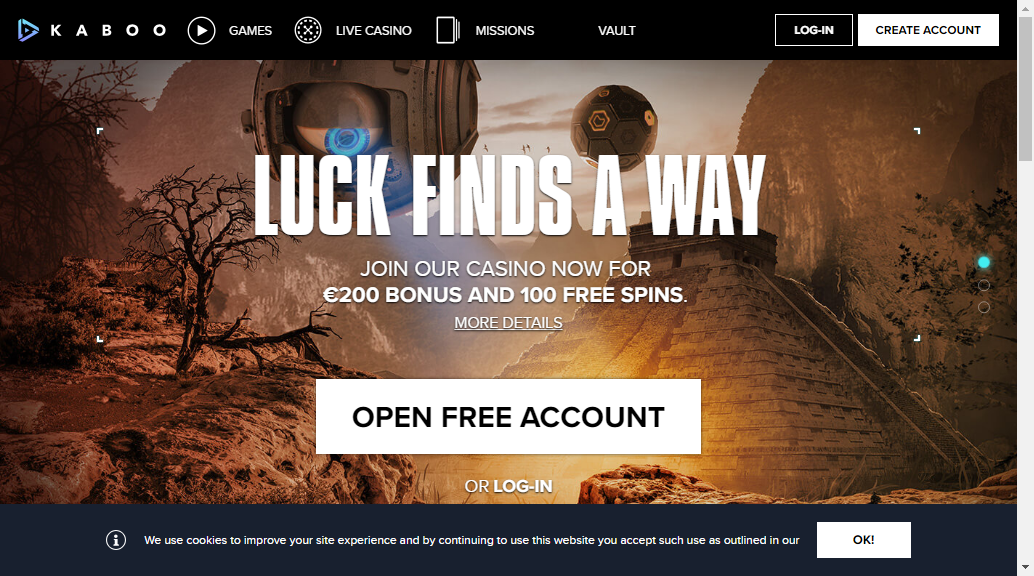 KABOO
GAMES
LIVE CASINO
MISSIONS
VAULT
LOG-IN
CREATE ACCOUNT
LUCK FINDS A WAY
JOIN OUR CASINO NOW FOR
€200 BONUS AND 100 FREE SPINS.
MORE DETAILS
OPEN FREE ACCOUNT
OR LOG-IN
We use cookies to improve your site experience and by continuing to use this website you accept such use as outlined in our
OK!